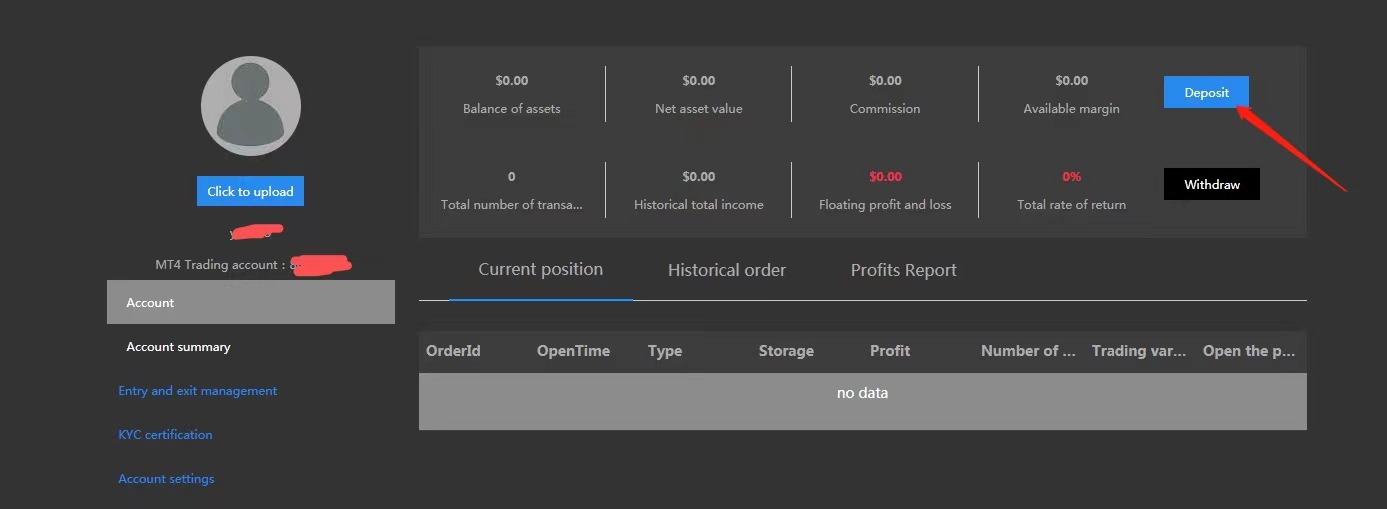 $0.00 $0.00 $0.00 $0.00
Balance of assets Net asset value Commission Available margin
Deposit
0 $0.00 $0.00 0%
Total number of transa... Historical total income Floating profit and loss Total rate of return
Withdraw
Click to upload
MT4 Trading account :
Account
Account summary
Entry and exit management
KYC certification
Account settings
Current position Historical order Profits Report
OrderId OpenTime Type Storage Profit Number of ... Trading var... Open the p...
no data